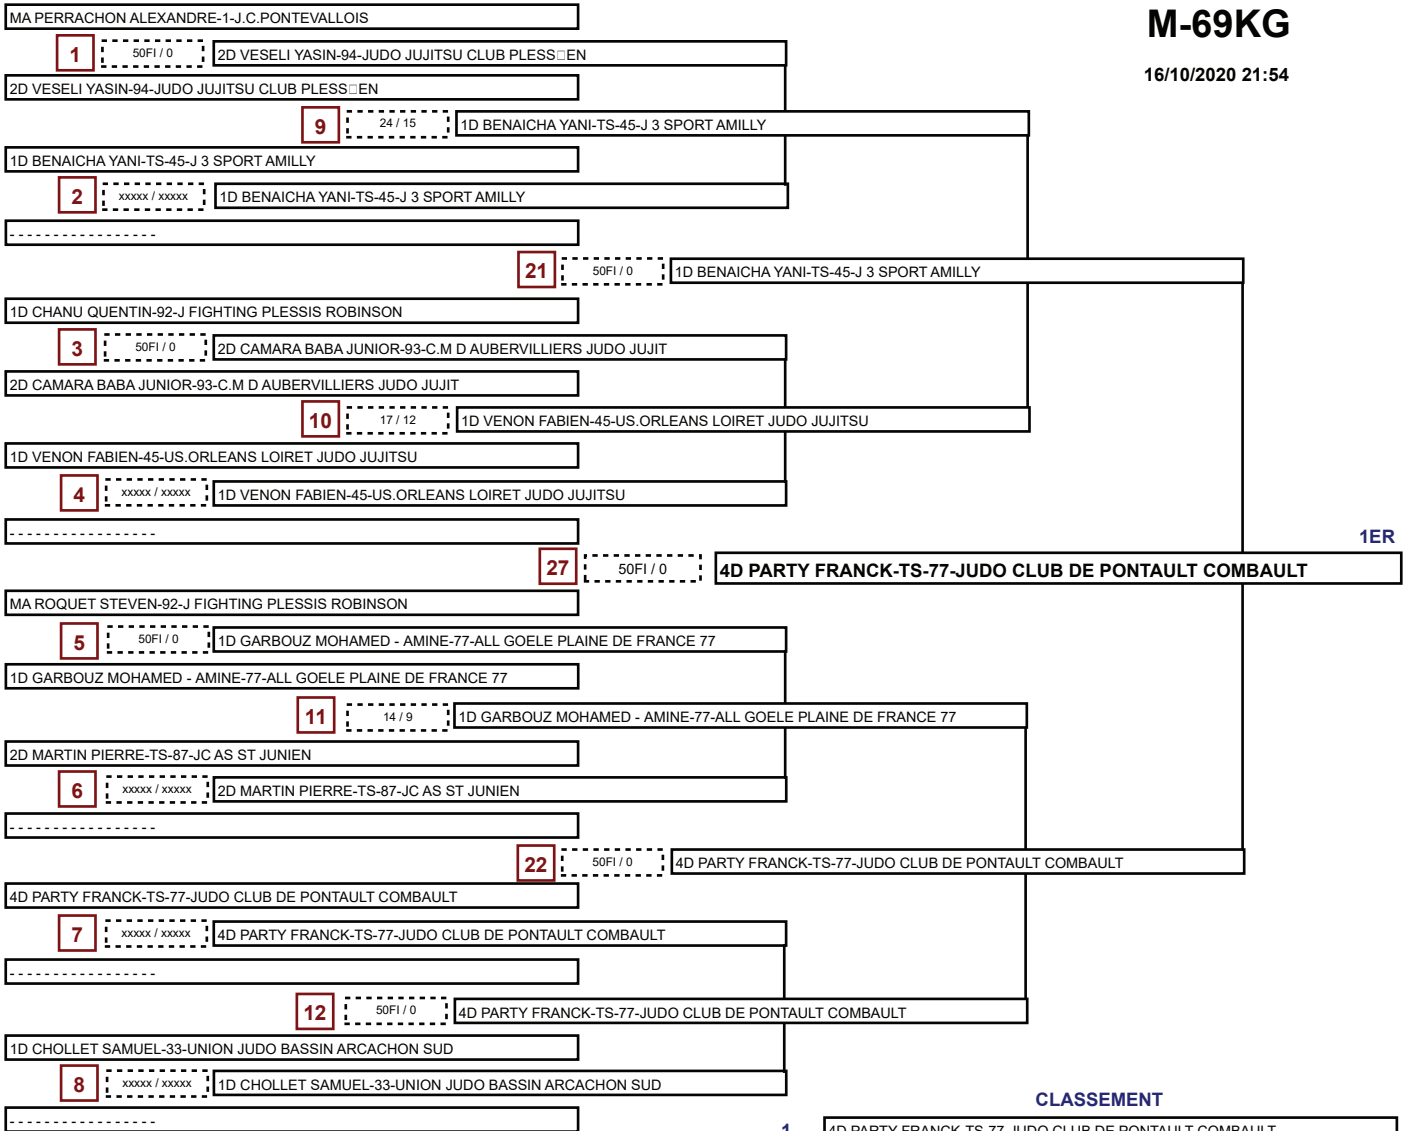 MA PERRACHON ALEXANDRE-1-J.C.PONTEVALLOIS
M-69KG
1 50FI / 0 2D VESELI YASIN-94-JUDO JUJITSU CLUB PLESS□EN
16/10/2020 21:54
2D VESELI YASIN-94-JUDO JUJITSU CLUB PLESS□EN
9 24 / 15 1D BENAICHA YANI-TS-45-J 3 SPORT AMILLY
1D BENAICHA YANI-TS-45-J 3 SPORT AMILLY
2 xxxxx / xxxxx 1D BENAICHA YANI-TS-45-J 3 SPORT AMILLY
- - - - - - - - - - - - - - - - -
21 50FI / 0 1D BENAICHA YANI-TS-45-J 3 SPORT AMILLY
1D CHANU QUENTIN-92-J FIGHTING PLESSIS ROBINSON
3 50FI / 0 2D CAMARA BABA JUNIOR-93-C.M D AUBERVILLIERS JUDO JUJIT
2D CAMARA BABA JUNIOR-93-C.M D AUBERVILLIERS JUDO JUJIT
10 17 / 12 1D VENON FABIEN-45-US.ORLEANS LOIRET JUDO JUJITSU
1D VENON FABIEN-45-US.ORLEANS LOIRET JUDO JUJITSU
4 xxxxx / xxxxx 1D VENON FABIEN-45-US.ORLEANS LOIRET JUDO JUJITSU
- - - - - - - - - - - - - - - - -
1ER
27 50FI / 0 4D PARTY FRANCK-TS-77-JUDO CLUB DE PONTAULT COMBAULT
MA ROQUET STEVEN-92-J FIGHTING PLESSIS ROBINSON
5 50FI / 0 1D GARBOUZ MOHAMED - AMINE-77-ALL GOELE PLAINE DE FRANCE 77
1D GARBOUZ MOHAMED - AMINE-77-ALL GOELE PLAINE DE FRANCE 77
11 14 / 9 1D GARBOUZ MOHAMED - AMINE-77-ALL GOELE PLAINE DE FRANCE 77
2D MARTIN PIERRE-TS-87-JC AS ST JUNIEN
6 xxxxx / xxxxx 2D MARTIN PIERRE-TS-87-JC AS ST JUNIEN
- - - - - - - - - - - - - - - - -
22 50FI / 0 4D PARTY FRANCK-TS-77-JUDO CLUB DE PONTAULT COMBAULT
4D PARTY FRANCK-TS-77-JUDO CLUB DE PONTAULT COMBAULT
7 xxxxx / xxxxx 4D PARTY FRANCK-TS-77-JUDO CLUB DE PONTAULT COMBAULT
- - - - - - - - - - - - - - - - -
12 50FI / 0 4D PARTY FRANCK-TS-77-JUDO CLUB DE PONTAULT COMBAULT
1D CHOLLET SAMUEL-33-UNION JUDO BASSIN ARCACHON SUD
8 xxxxx / xxxxx 1D CHOLLET SAMUEL-33-UNION JUDO BASSIN ARCACHON SUD
CLASSEMENT
- - - - - - - - - - - - - - - - -
1 4D PARTY FRANCK-TS-77-JUDO CLUB DE PONTAULT COMBAULT